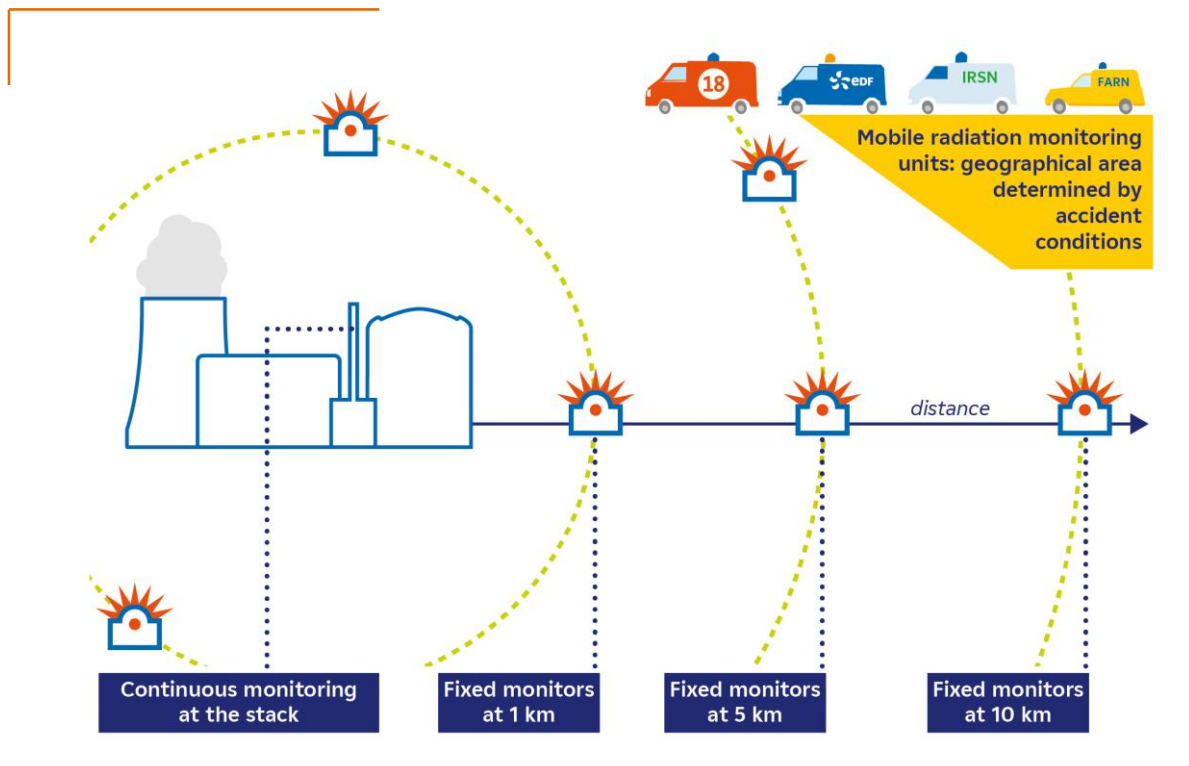 18
EDF
IRSN
FARN
Mobile radiation monitoring
units: geographical area
determined by
accident
conditions
distance
Continuous monitoring
at the stack
Fixed monitors
at 1 km
Fixed monitors
at 5 km
Fixed monitors
at 10 km